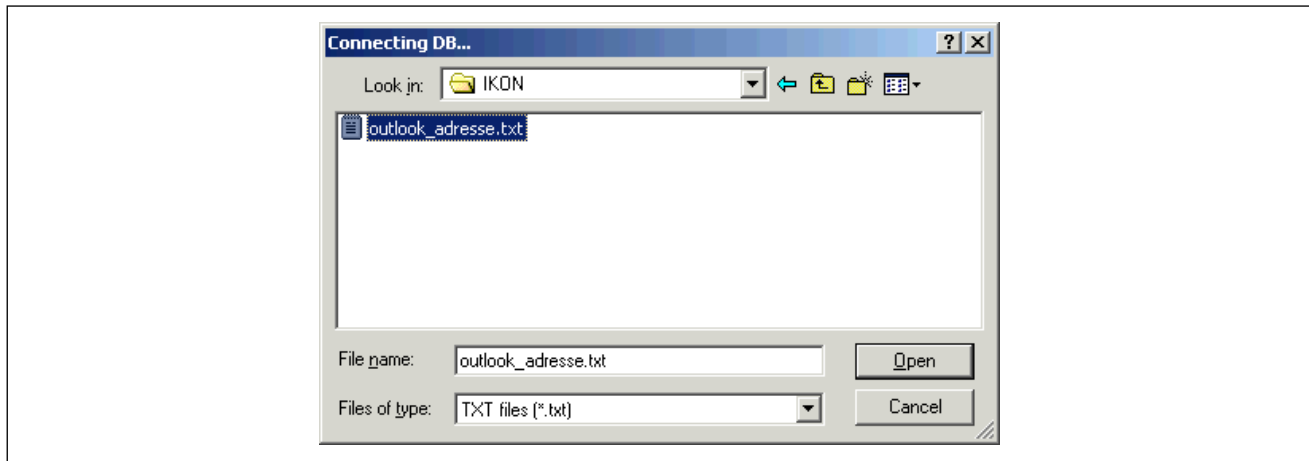 Connecting DB...
Look in: IKON
outlook_adresse.txt
File name: outlook_adresse.txt Open
Files of type: TXT files (*.txt) Cancel